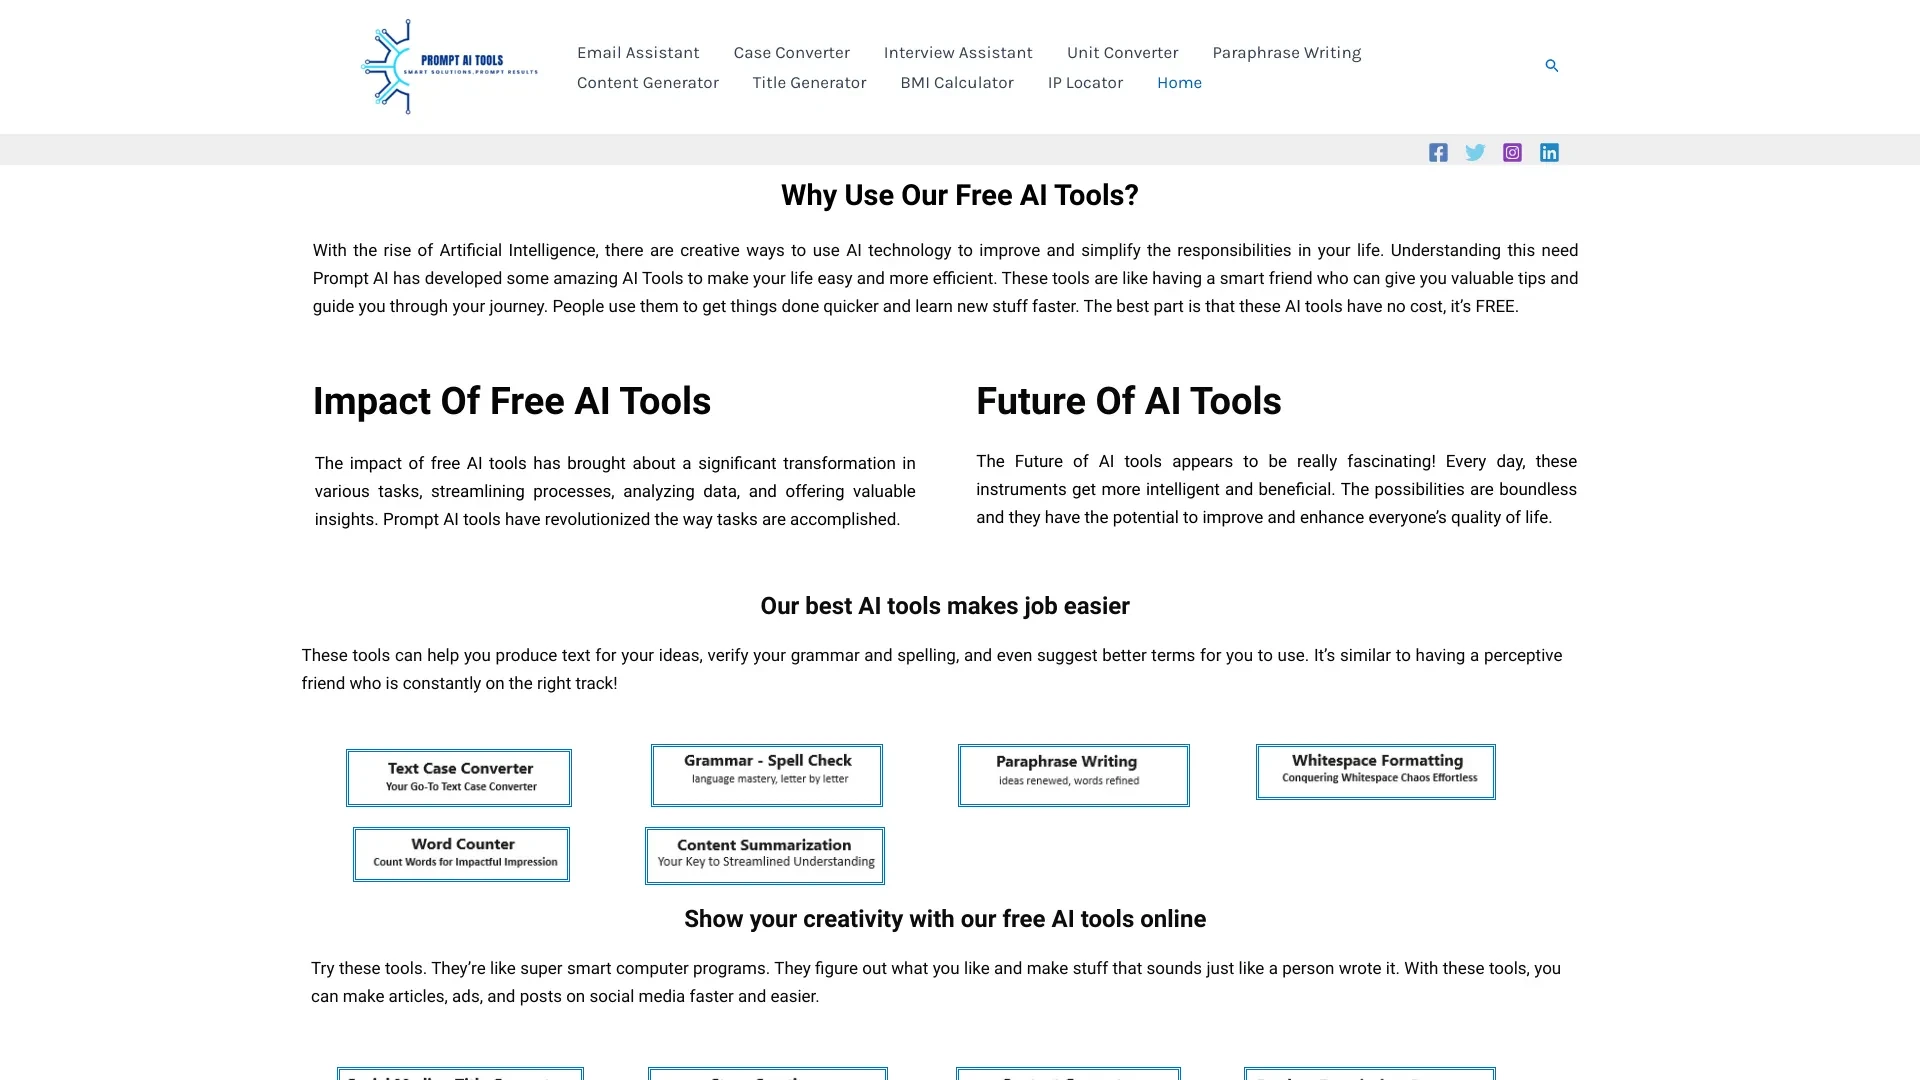 PROMPT AI TOOLS
SMART SOLUTIONS.PROMPT RESULTS
Email Assistant Case Converter Interview Assistant Unit Converter Paraphrase Writing
Content Generator Title Generator BMI Calculator IP Locator Home
Why Use Our Free AI Tools?
With the rise of Artificial Intelligence, there are creative ways to use AI technology to improve and simplify the responsibilities in your life. Understanding this need
Prompt AI has developed some amazing AI Tools to make your life easy and more efficient. These tools are like having a smart friend who can give you valuable tips and
guide you through your journey. People use them to get things done quicker and learn new stuff faster. The best part is that these AI tools have no cost, it’s FREE.
Impact Of Free AI Tools
The impact of free AI tools has brought about a significant transformation in
various tasks, streamlining processes, analyzing data, and offering valuable
insights. Prompt AI tools have revolutionized the way tasks are accomplished.
Future Of AI Tools
The Future of AI tools appears to be really fascinating! Every day, these
instruments get more intelligent and beneficial. The possibilities are boundless
and they have the potential to improve and enhance everyone’s quality of life.
Our best AI tools makes job easier
These tools can help you produce text for your ideas, verify your grammar and spelling, and even suggest better terms for you to use. It’s similar to having a perceptive
friend who is constantly on the right track!
Text Case Converter
Your Go-To Text Case Converter
Grammar - Spell Check
language mastery, letter by letter
Paraphrase Writing
ideas renewed, words refined
Whitespace Formatting
Conquering Whitespace Chaos Effortless
Word Counter
Count Words for Impactful Impression
Content Summarization
Your Key to Streamlined Understanding
Show your creativity with our free AI tools online
Try these tools. They’re like super smart computer programs. They figure out what you like and make stuff that sounds just like a person wrote it. With these tools, you
can make articles, ads, and posts on social media faster and easier.